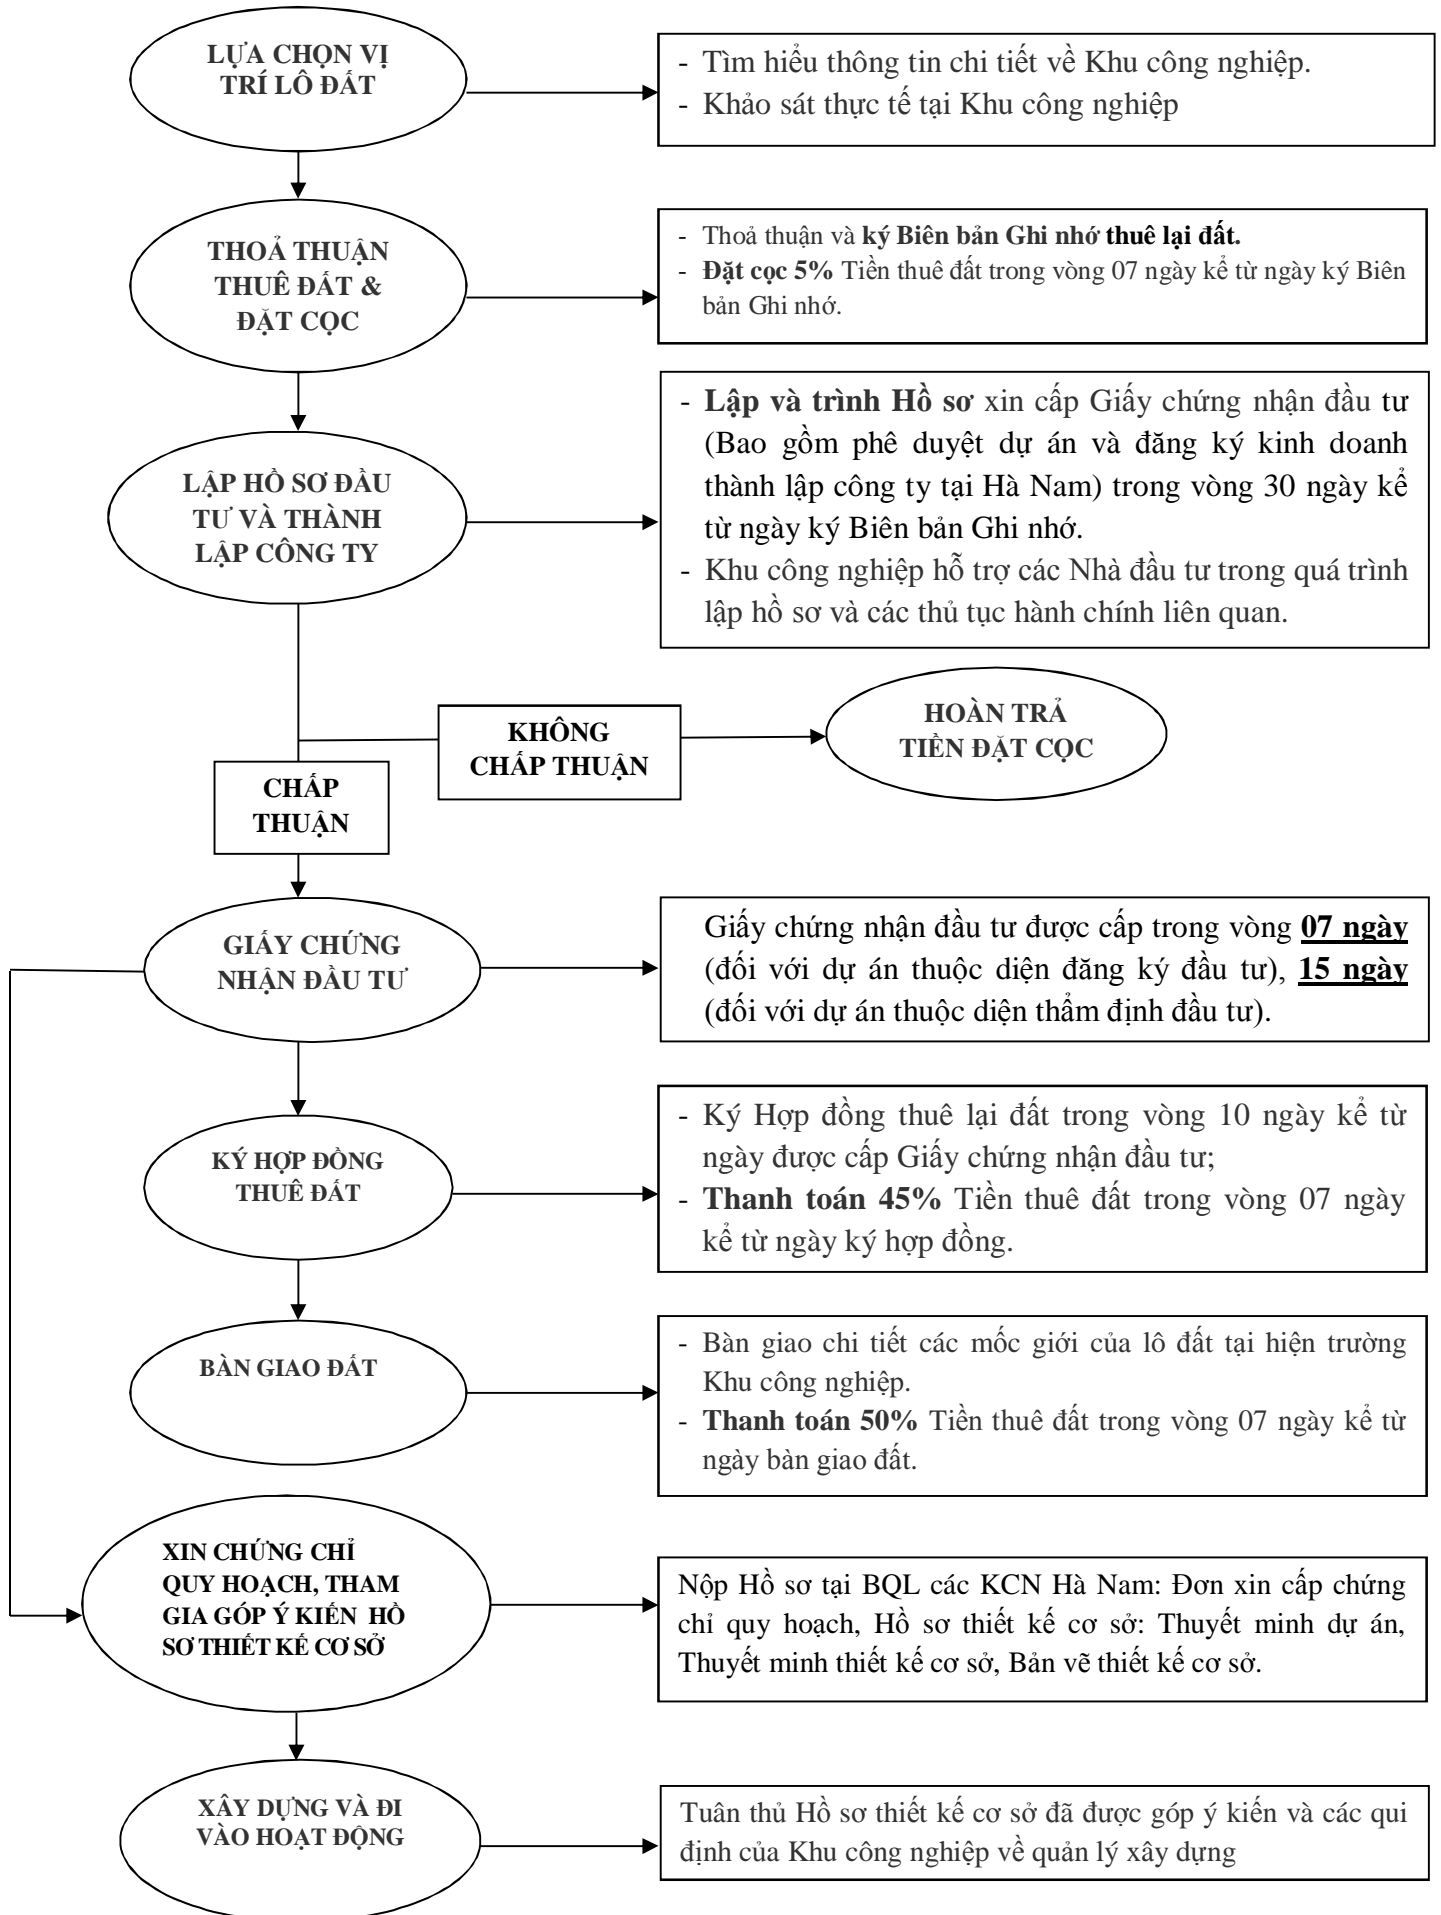 LỰA CHỌN VỊ
TRÍ LÔ ĐẤT
- Tìm hiểu thông tin chi tiết về Khu công nghiệp.
- Khảo sát thực tế tại Khu công nghiệp
THOẢ THUẬN
THUÊ ĐẤT &
ĐẶT CỌC
- Thoả thuận và ký Biên bản Ghi nhớ thuê lại đất.
- Đặt cọc 5% Tiền thuê đất trong vòng 07 ngày kể từ ngày ký Biên
bản Ghi nhớ.
LẬP HỒ SƠ ĐẦU
TƯ VÀ THÀNH
LẬP CÔNG TY
- Lập và trình Hồ sơ xin cấp Giấy chứng nhận đầu tư
(Bao gồm phê duyệt dự án và đăng ký kinh doanh
thành lập công ty tại Hà Nam) trong vòng 30 ngày kể
từ ngày ký Biên bản Ghi nhớ.
- Khu công nghiệp hỗ trợ các Nhà đầu tư trong quá trình
lập hồ sơ và các thủ tục hành chính liên quan.
KHÔNG
CHẤP THUẬN
HOÀN TRẢ
TIỀN ĐẶT CỌC
CHẤP
THUẬN
GIẤY CHỨNG
NHẬN ĐẦU TƯ
Giấy chứng nhận đầu tư được cấp trong vòng 07 ngày
(đối với dự án thuộc diện đăng ký đầu tư), 15 ngày
(đối với dự án thuộc diện thẩm định đầu tư).
KÝ HỢP ĐỒNG
THUÊ ĐẤT
- Ký Hợp đồng thuê lại đất trong vòng 10 ngày kể từ
ngày được cấp Giấy chứng nhận đầu tư;
- Thanh toán 45% Tiền thuê đất trong vòng 07 ngày
kể từ ngày ký hợp đồng.
BÀN GIAO ĐẤT
- Bàn giao chi tiết các mốc giới của lô đất tại hiện trường
Khu công nghiệp.
- Thanh toán 50% Tiền thuê đất trong vòng 07 ngày kể từ
ngày bàn giao đất.
XIN CHỨNG CHỈ
QUY HOẠCH, THAM
GIA GÓP Ý KIẾN HỒ
SƠ THIẾT KẾ CƠ SỞ
Nộp Hồ sơ tại BQL các KCN Hà Nam: Đơn xin cấp chứng
chỉ quy hoạch, Hồ sơ thiết kế cơ sở: Thuyết minh dự án,
Thuyết minh thiết kế cơ sở, Bản vẽ thiết kế cơ sở.
XÂY DỰNG VÀ ĐI
VÀO HOẠT ĐỘNG
Tuân thủ Hồ sơ thiết kế cơ sở đã được góp ý kiến và các qui
định của Khu công nghiệp về quản lý xây dựng